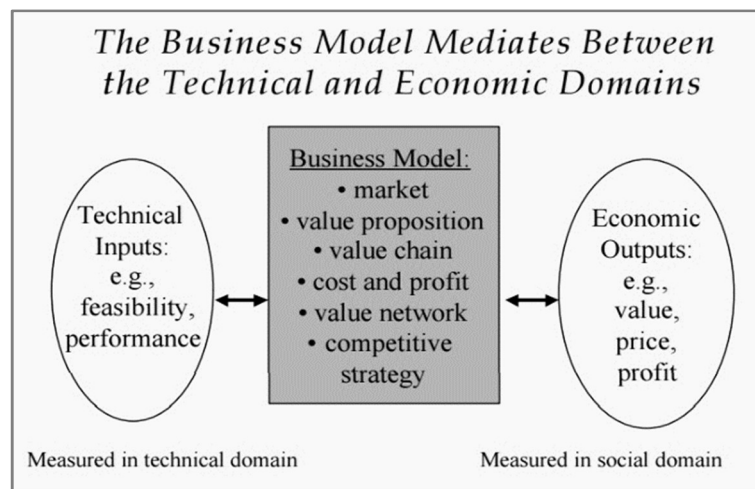 The Business Model Mediates Between
the Technical and Economic Domains
Technical
Inputs:
e.g.,
feasibility,
performance
Business Model:
• market
• value proposition
• value chain
• cost and profit
• value network
• competitive
strategy
Economic
Outputs:
e.g.,
value,
price,
profit
Measured in technical domain
Measured in social domain